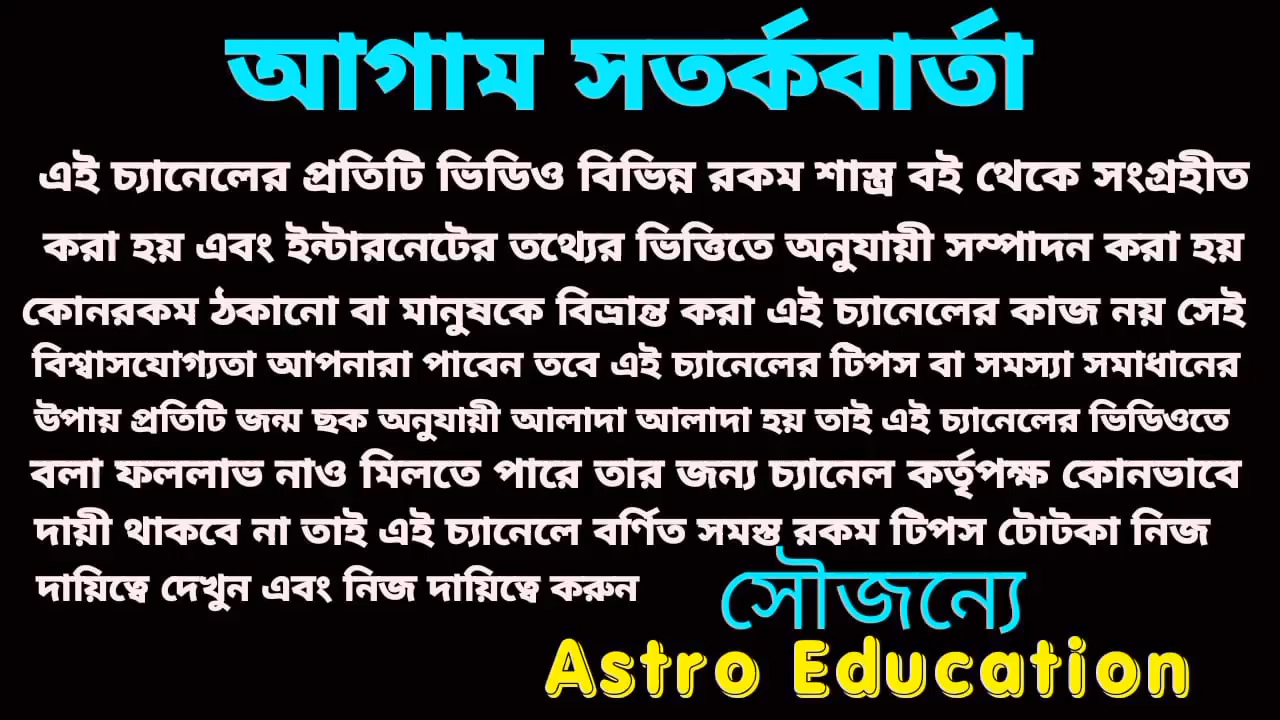 আগাম সতর্কবার্তা
এই চ্যানেলের প্রতিটি ভিডিও বিভিন্ন রকম শাস্ত্র বই থেকে সংগ্রহীত
করা হয় এবং ইন্টারনেটের তথ্যের ভিত্তিতে অনুযায়ী সম্পাদন করা হয়
কোনরকম ঠকানো বা মানুষকে বিভ্রান্ত করা এই চ্যানেলের কাজ নয় সেই
বিশ্বাসযোগ্যতা আপনারা পাবেন তবে এই চ্যানেলের টিপস বা সমস্যা সমাধানের
উপায় প্রতিটি জন্ম ছক অনুযায়ী আলাদা আলাদা হয় তাই এই চ্যানেলের ভিডিওতে
বলা ফললাভ নাও মিলতে পারে তার জন্য চ্যানেল কর্তৃপক্ষ কোনভাবে
দায়ী থাকবে না তাই এই চ্যানেলে বর্ণিত সমস্ত রকম টিপস টোটকা নিজ
দায়িত্বে দেখুন এবং নিজ দায়িত্বে করুন
সৌজন্যে
Astro Education